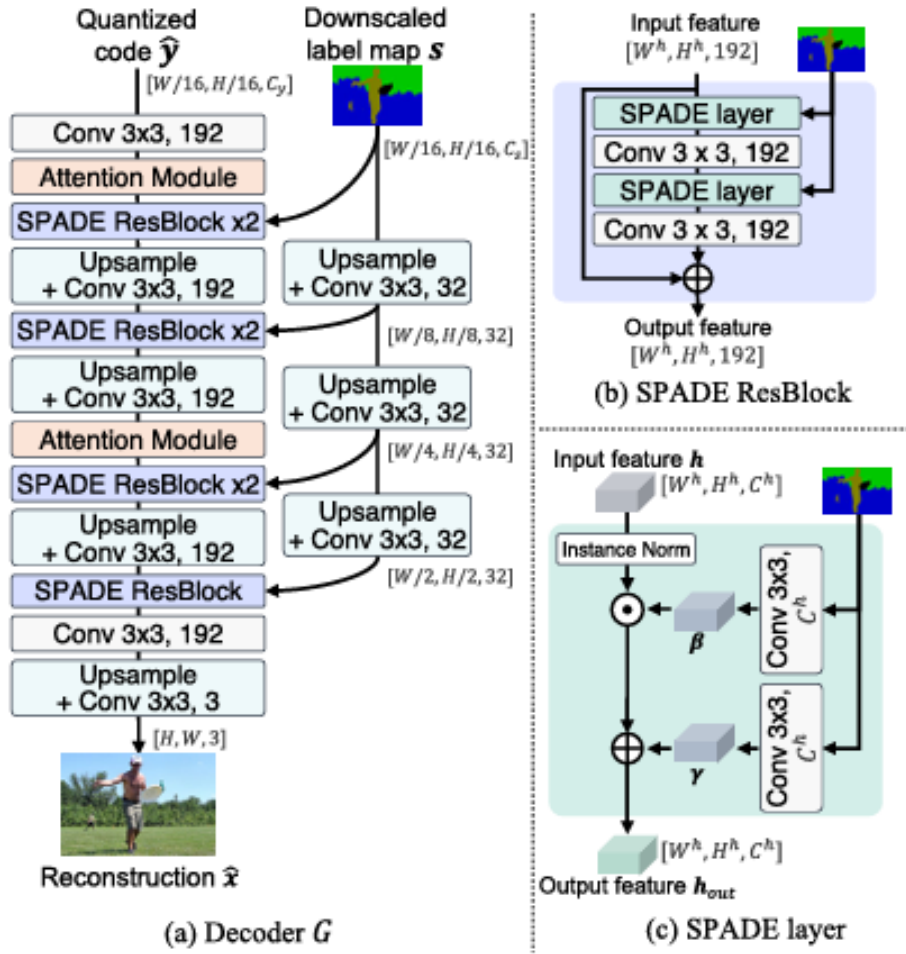 Quantized
code ŷ
[W/16, H/16, C_y]
Conv 3x3, 192
Attention Module
SPADE ResBlock x2
Upsample
+ Conv 3x3, 192
SPADE ResBlock x2
Upsample
+ Conv 3x3, 192
Attention Module
SPADE ResBlock x2
Upsample
+ Conv 3x3, 192
SPADE ResBlock
Conv 3x3, 192
Upsample
+ Conv 3x3, 3
[H, W, 3]
Reconstruction x̂
Downscaled
label map s
[W/16, H/16, C_s]
Upsample
+ Conv 3x3, 32
[W/8, H/8, 32]
Upsample
+ Conv 3x3, 32
[W/4, H/4, 32]
Upsample
+ Conv 3x3, 32
[W/2, H/2, 32]
(a) Decoder G
Input feature
[W^h, H^h, 192]
SPADE layer
Conv 3 x 3, 192
SPADE layer
Conv 3 x 3, 192
Output feature
[W^h, H^h, 192]
(b) SPADE ResBlock
Input feature h
[W^h, H^h, C^h]
Instance Norm
β
Conv 3x3,
C^h
γ
Conv 3x3,
C^h
[W^h, H^h, C^h]
Output feature h_out
(c) SPADE layer